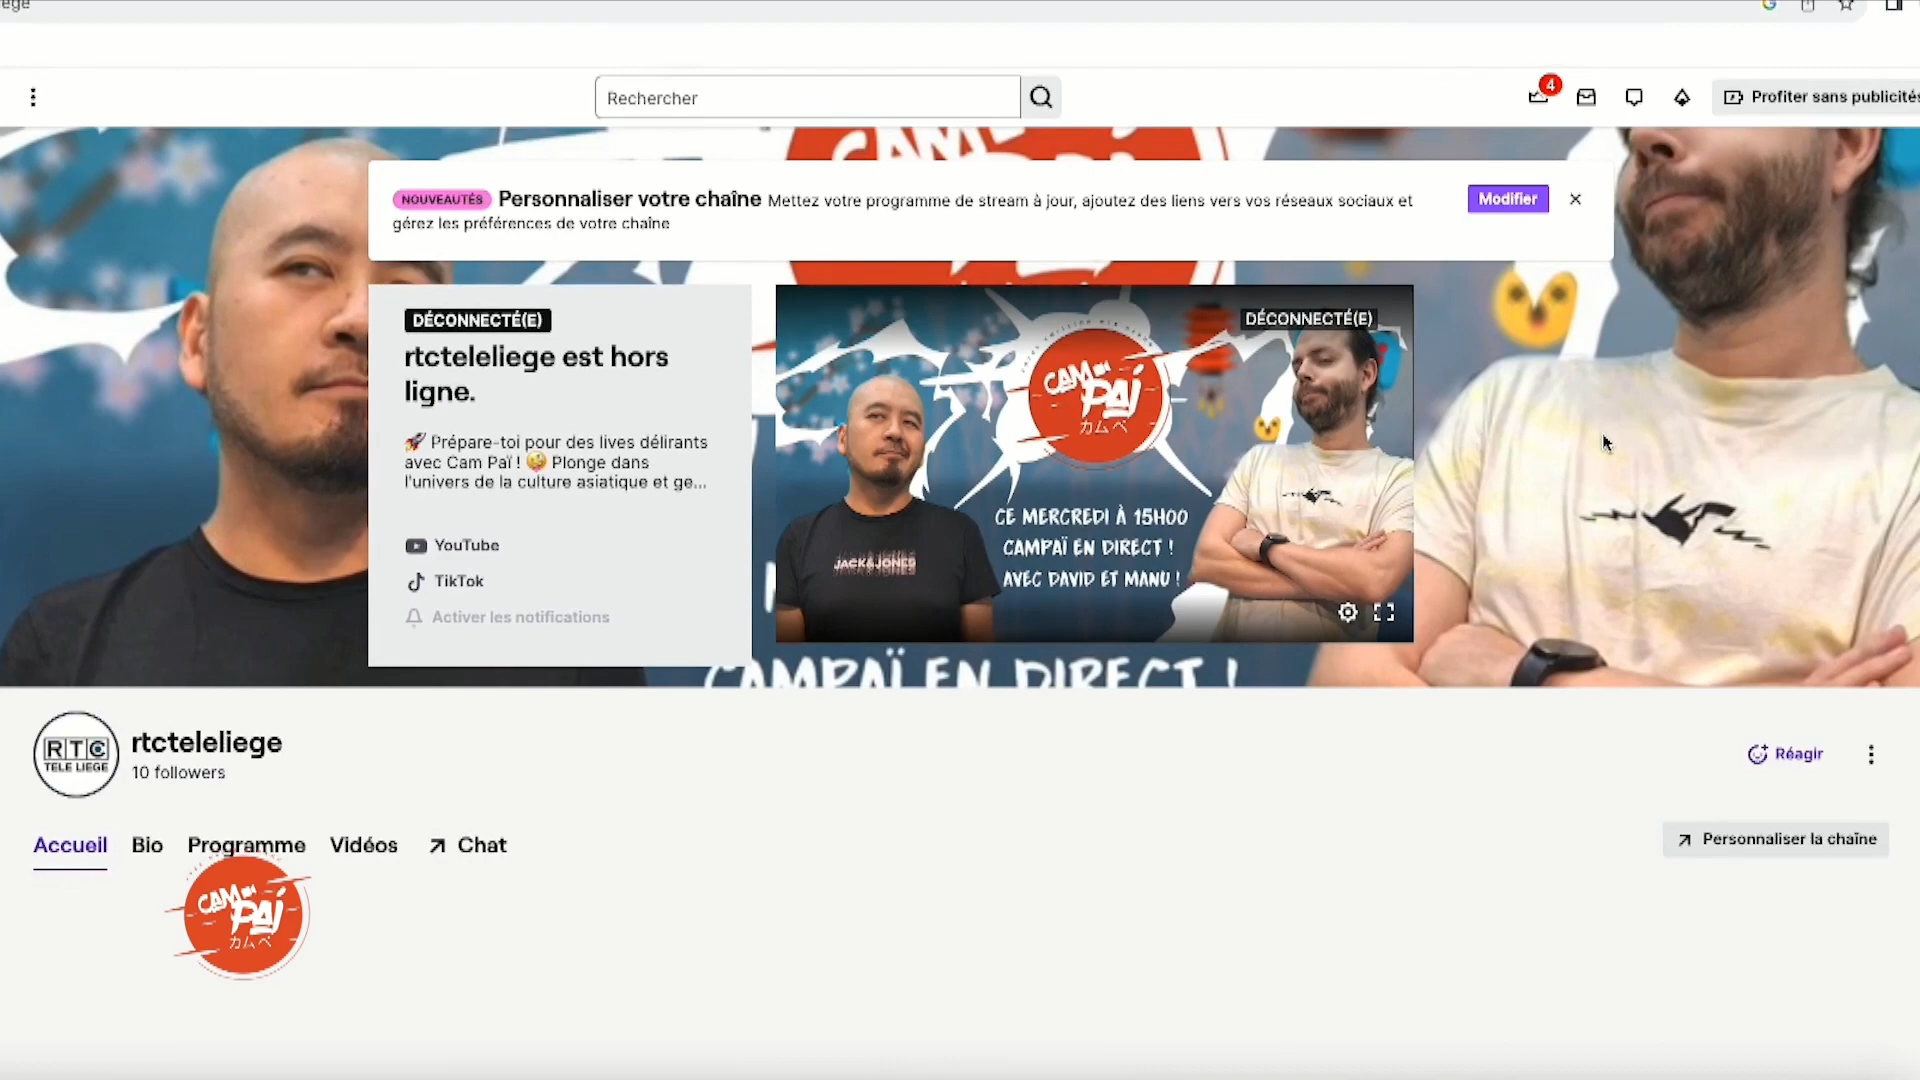 ege
Rechercher
4
Profiter sans publicités
NOUVEAUTÉS Personnaliser votre chaîne Mettez votre programme de stream à jour, ajoutez des liens vers vos réseaux sociaux et
gérez les préférences de votre chaîne
Modifier
DÉCONNECTÉ(E)
rtcteleliege est hors
ligne.
🚀 Prépare-toi pour des lives délirants
avec Cam Paï ! 🤪 Plonge dans
l'univers de la culture asiatique et ge...
YouTube
TikTok
Activer les notifications
DÉCONNECTÉ(E)
CAM
PAÍ
カムペ
CE MERCREDI À 15H00
CAMPAÏ EN DIRECT !
AVEC DAVID ET MANU !
JACK&JONES
CAMPAÏ EN DIRECT !
RTC
TELE LIEGE
rtcteleliege
10 followers
Réagir
Accueil Bio Programme Vidéos Chat
Personnaliser la chaîne
CAM
PAÍ
カムペ